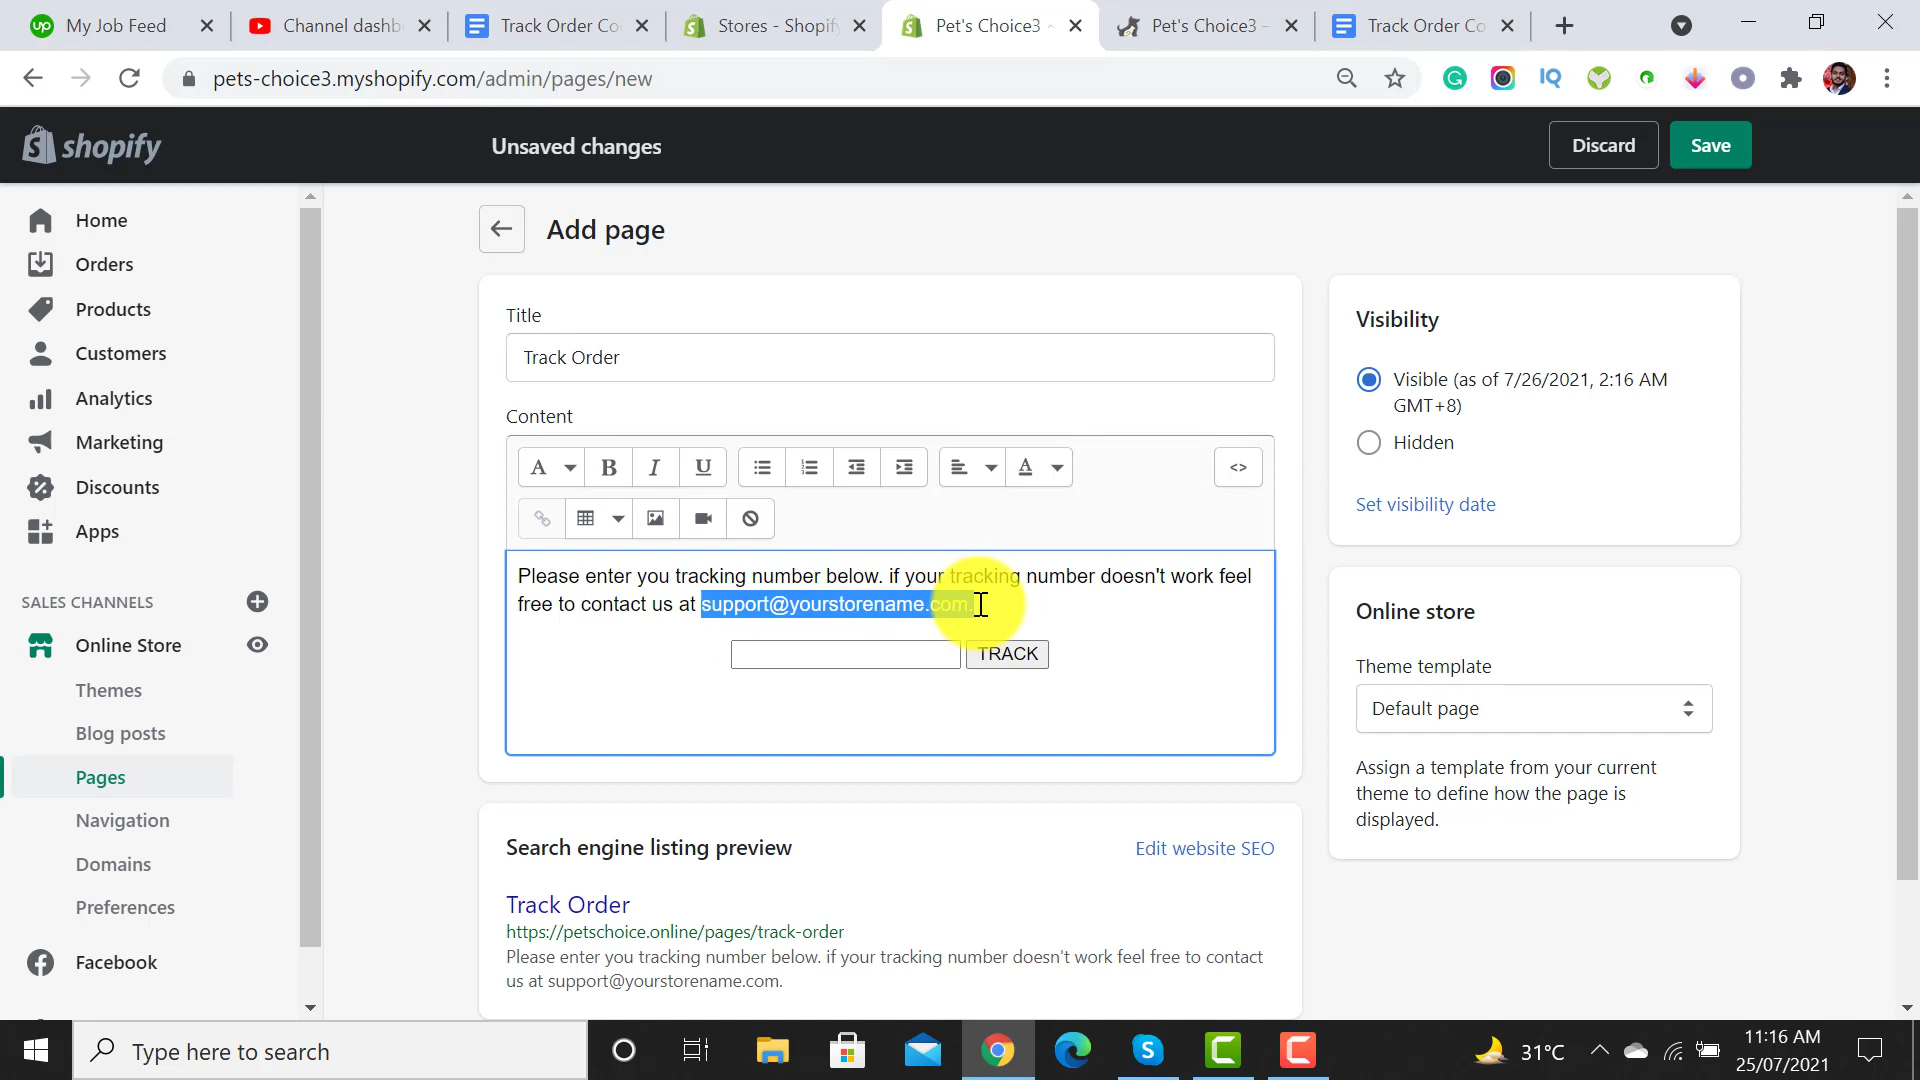 My Job Feed
Channel dashb
Track Order Co
Stores - Shopify
Pet's Choice3
Pet's Choice3 -
Track Order Co
pets-choice3.myshopify.com/admin/pages/new
shopify
Unsaved changes
Discard
Save
Home
Orders
Products
Customers
Analytics
Marketing
Discounts
Apps
SALES CHANNELS
Online Store
Themes
Blog posts
Pages
Navigation
Domains
Preferences
Facebook
Add page
Title
Track Order
Content
A
B
I
U
A
<>
Please enter you tracking number below. if your tracking number doesn't work feel
free to contact us at support@yourstorename.com.
TRACK
Search engine listing preview
Edit website SEO
Track Order
https://petschoice.online/pages/track-order
Please enter you tracking number below. if your tracking number doesn't work feel free to contact
us at support@yourstorename.com.
Visibility
Visible (as of 7/26/2021, 2:16 AM
GMT+8)
Hidden
Set visibility date
Online store
Theme template
Default page
Assign a template from your current
theme to define how the page is
displayed.
Type here to search
31°C
11:16 AM
25/07/2021